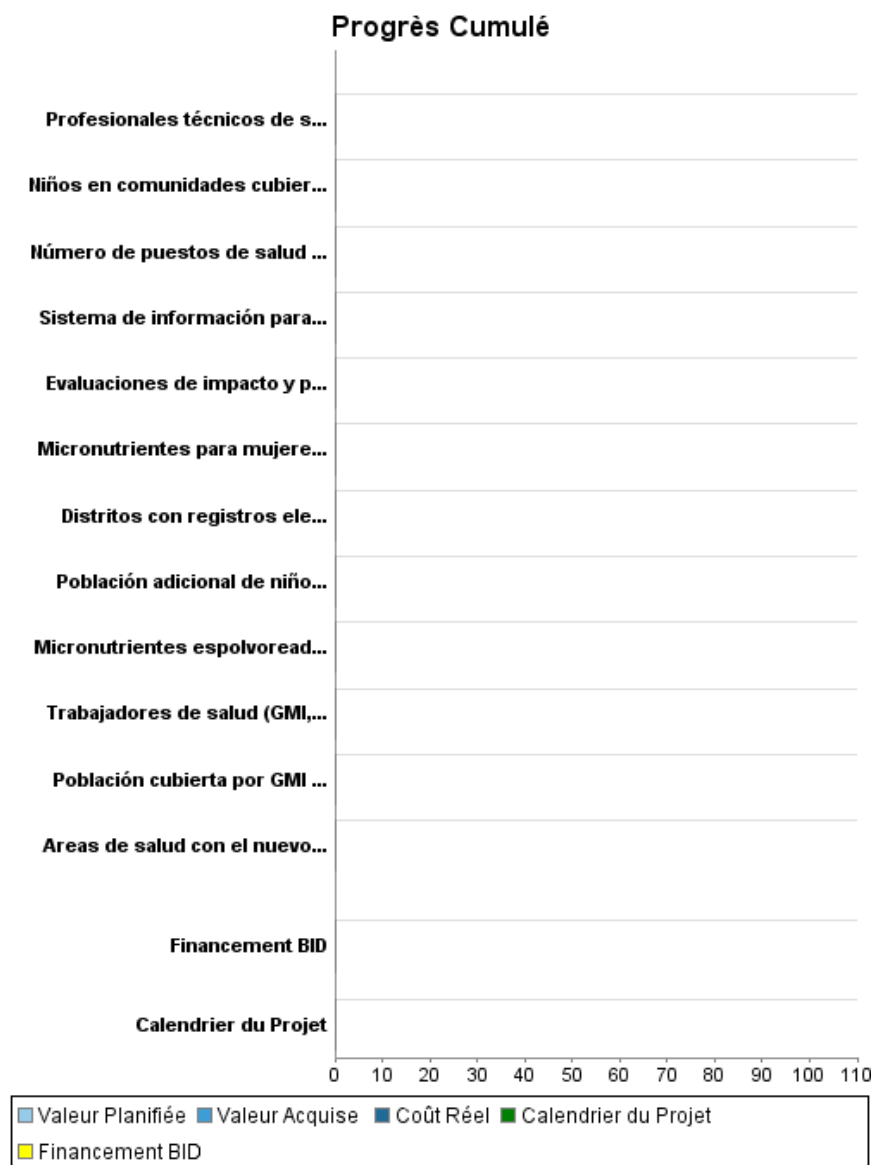 Progrès Cumulé
Profesionales técnicos de s...
Niños en comunidades cubier...
Número de puestos de salud ...
Sistema de información para...
Evaluaciones de impacto y p...
Micronutrientes para mujere...
Distritos con registros ele...
Población adicional de niño...
Micronutrientes espolvoread...
Trabajadores de salud (GMI,...
Población cubierta por GMI ...
Areas de salud con el nuevo...
Financement BID
Calendrier du Projet
0 10 20 30 40 50 60 70 80 90 100 110
Valeur Planifiée Valeur Acquise Coût Réel Calendrier du Projet
Financement BID